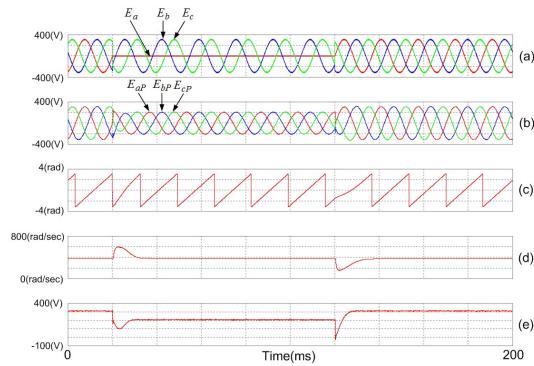 E_a E_b E_c
400(V)
-400(V)
(a)
E_aP E_bP E_cP
400(V)
-400(V)
(b)
4(rad)
-4(rad)
(c)
800(rad/sec)
0(rad/sec)
(d)
400(V)
-100(V)
(e)
0 Time(ms) 200